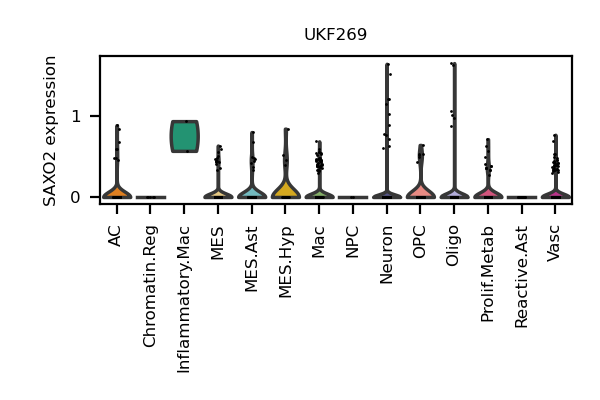 UKF269
SAXO2 expression
1
0
AC
Chromatin.Reg
Inflammatory.Mac
MES
MES.Ast
MES.Hyp
Mac
NPC
Neuron
OPC
Oligo
Prolif.Metab
Reactive.Ast
Vasc